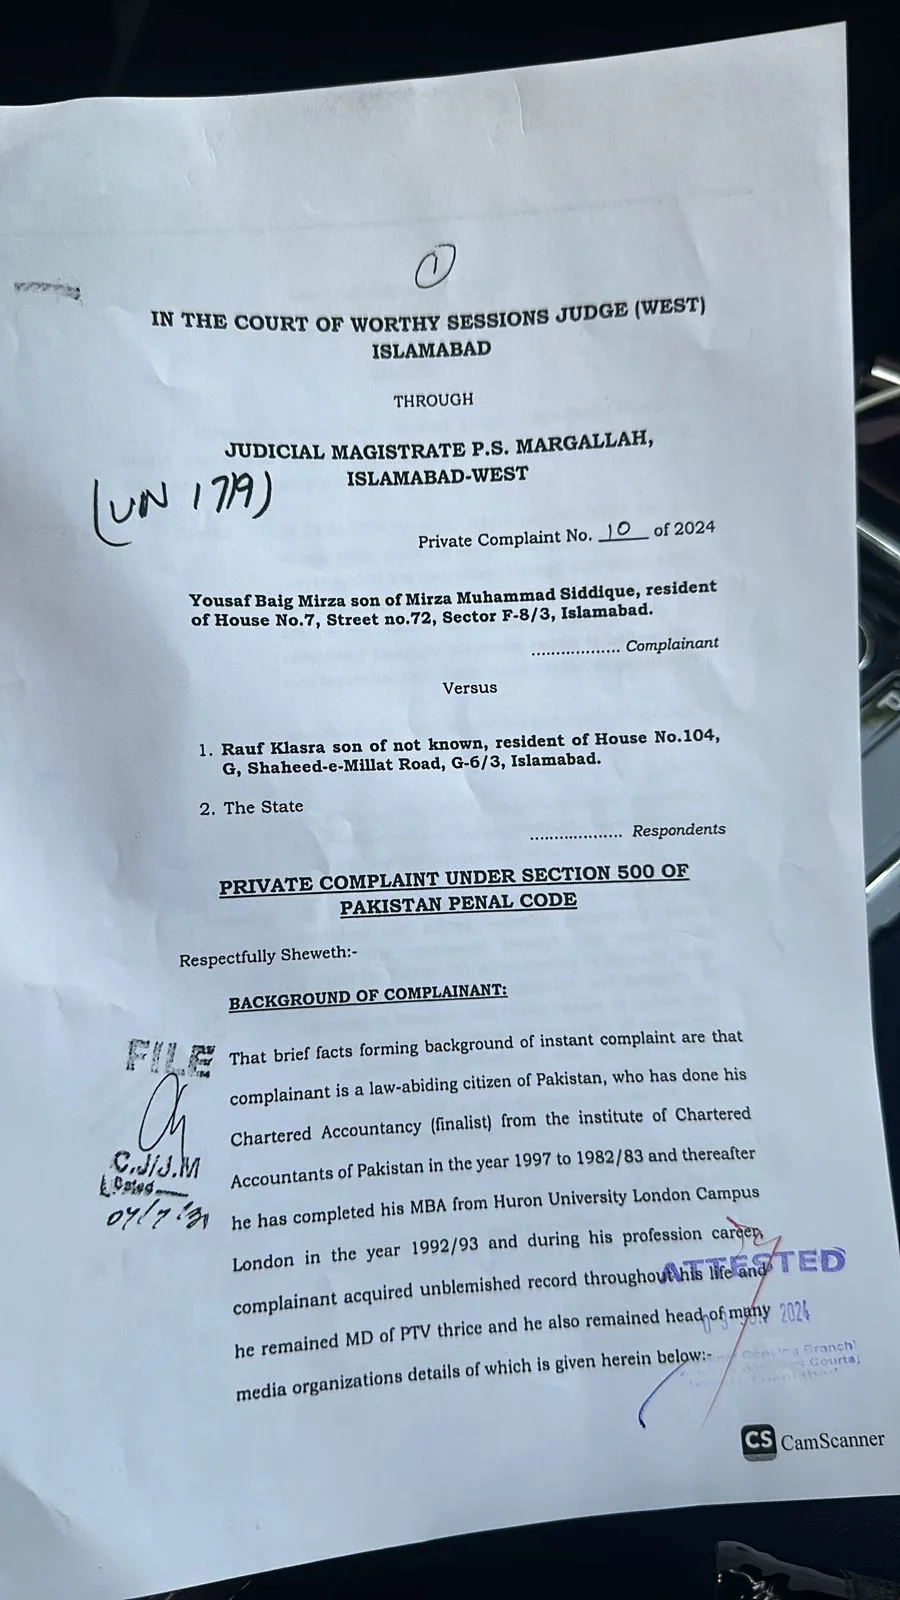 1
IN THE COURT OF WORTHY SESSIONS JUDGE (WEST)
ISLAMABAD
THROUGH
JUDICIAL MAGISTRATE P.S. MARGALLAH,
ISLAMABAD-WEST
(UN 179)
Private Complaint No. 10 of 2024
Yousaf Baig Mirza son of Mirza Muhammad Siddique, resident
of House No.7, Street no.72, Sector F-8/3, Islamabad.
.................. Complainant
Versus
1. Rauf Klasra son of not known, resident of House No.104,
G, Shaheed-e-Millat Road, G-6/3, Islamabad.
2. The State
................... Respondents
PRIVATE COMPLAINT UNDER SECTION 500 OF
PAKISTAN PENAL CODE
Respectfully Sheweth:-
BACKGROUND OF COMPLAINANT:
That brief facts forming background of instant complaint are that
complainant is a law-abiding citizen of Pakistan, who has done his
Chartered Accountancy (finalist) from the institute of Chartered
Accountants of Pakistan in the year 1997 to 1982/83 and thereafter
he has completed his MBA from Huron University London Campus
London in the year 1992/93 and during his profession career,
complainant acquired unblemished record throughout his life and
he remained MD of PTV thrice and he also remained head of many
media organizations details of which is given herein below:-
FILE
C.J/J.M
Dated
ATTESTED
2024
Copying Branch
Courts
CS CamScanner